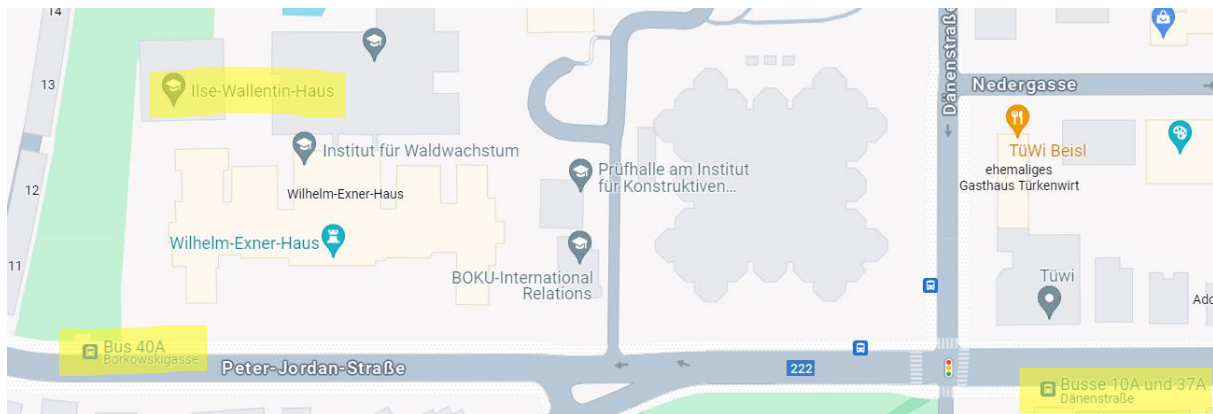 14
Dänenstraße
Ilse-Wallentin-Haus
13
Nedergasse
Institut für Waldwachstum
TüWi Beisl
ehemaliges
Gasthaus Türkenwirt
Prüfhalle am Institut
für Konstruktiven...
12
Wilhelm-Exner-Haus
Wilhelm-Exner-Haus
11
BOKU-International
Relations
Tüwi
Bus 40A
Borkowskigasse
Peter-Jordan-Straße
222
Busse 10A und 37A
Dänenstraße